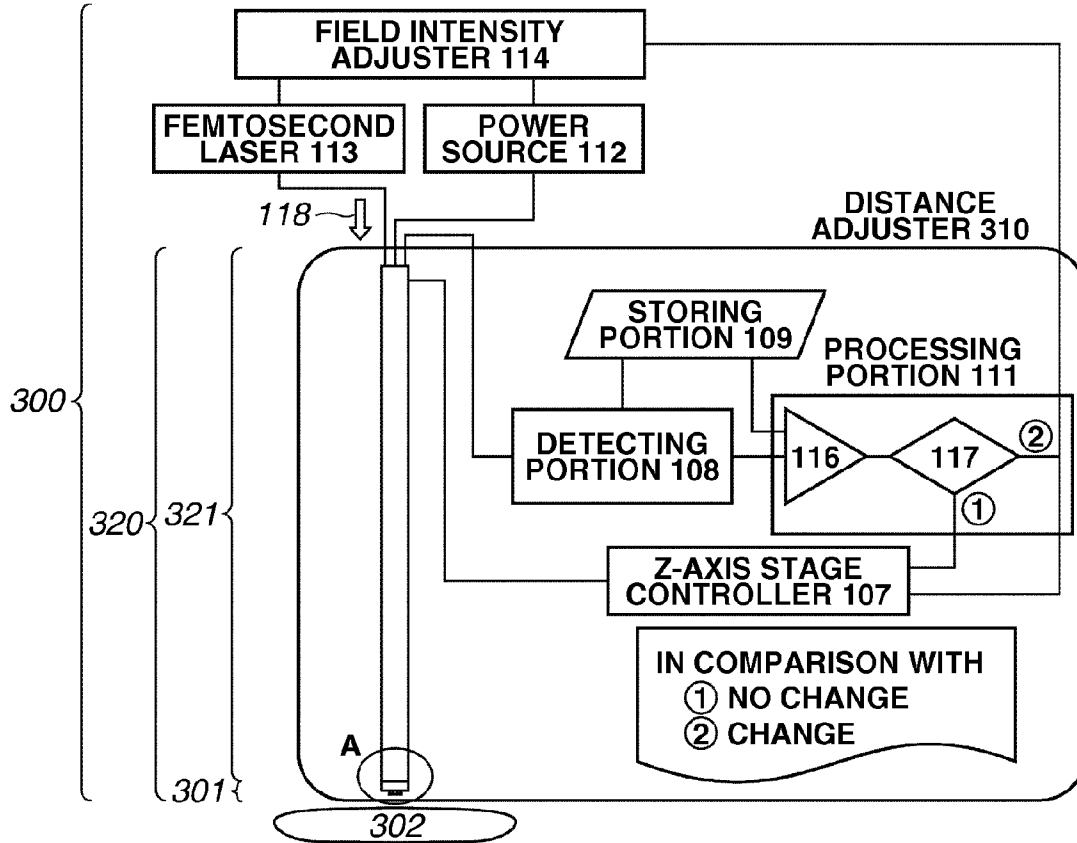 FIELD INTENSITY
ADJUSTER 114
FEMTOSECOND
LASER 113
POWER
SOURCE 112
118
DISTANCE
ADJUSTER 310
STORING
PORTION 109
PROCESSING
PORTION 111
300
320
321
DETECTING
PORTION 108
116
117
②
①
Z-AXIS STAGE
CONTROLLER 107
IN COMPARISON WITH
① NO CHANGE
② CHANGE
A
301
302